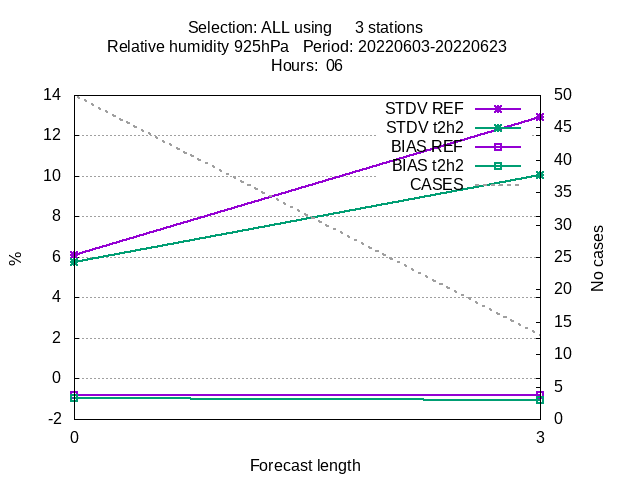 Selection: ALL using     3 stations
Relative humidity 925hPa   Period: 20220603-20220623
Hours:  06
14
12
10
8
6
4
2
0
-2
%
STDV REF
STDV t2h2
BIAS REF
BIAS t2h2
CASES
50
45
40
35
30
25
20
15
10
5
0
No cases
0
3
Forecast length